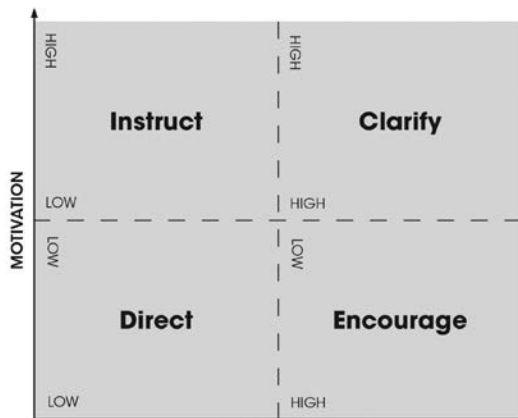 HIGH
HIGH
Instruct
Clarify
LOW
HIGH
MOTIVATION
LOW
LOW
Direct
Encourage
LOW
HIGH